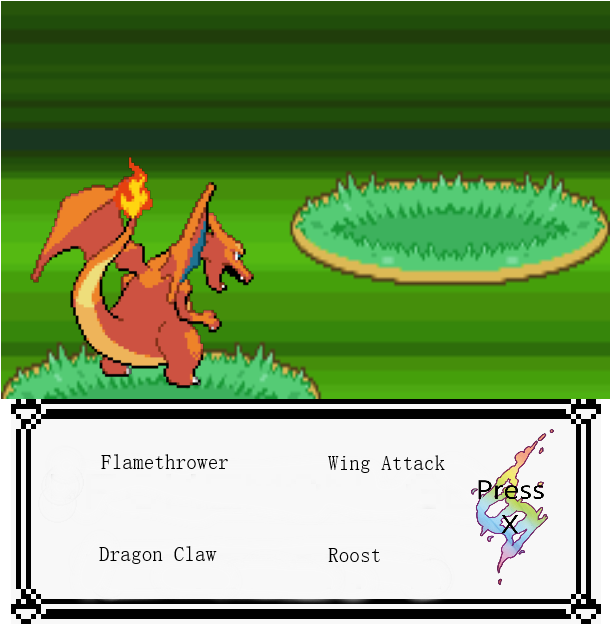 Flamethrower
Wing Attack
Press
X
Dragon Claw
Roost